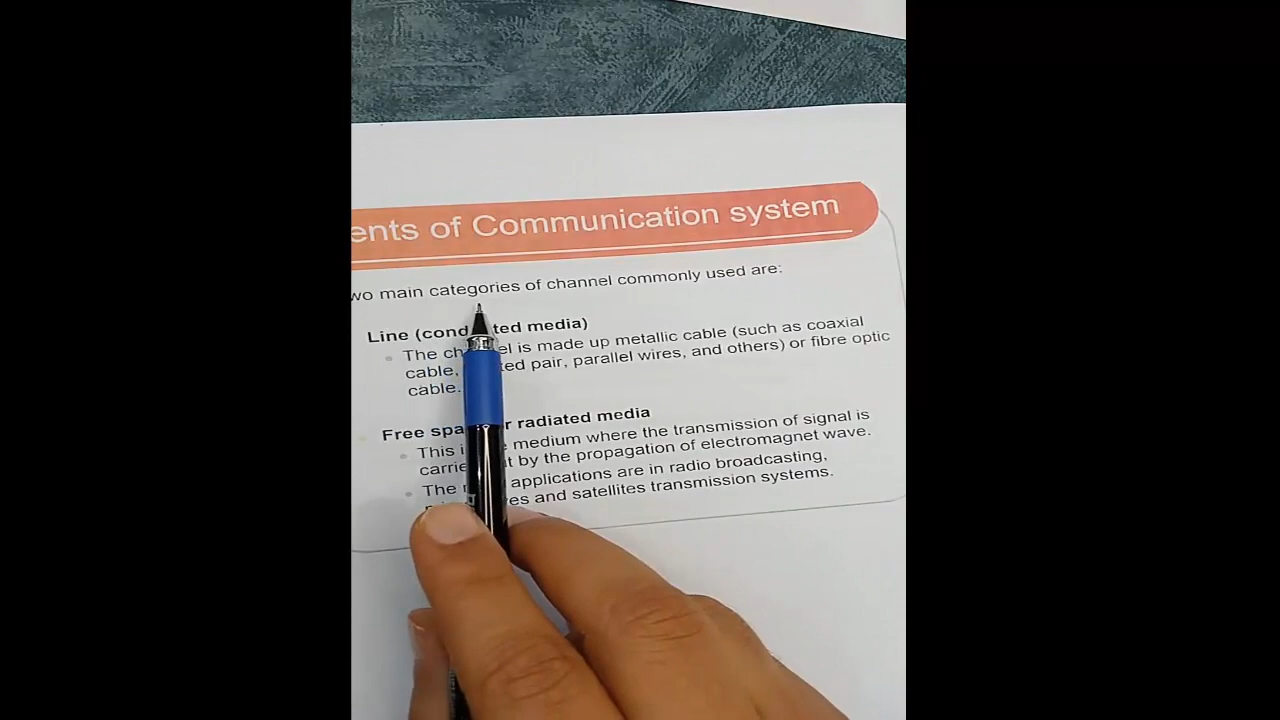 ents of Communication system
wo main categories of channel commonly used are:
Line (cond ted media)
The ch el is made up metallic cable (such as coaxial
cable, ted pair, parallel wires, and others) or fibre optic
cable.
Free spa r radiated media
This i medium where the transmission of signal is
carrie t by the propagation of electromagnet wave.
The applications are in radio broadcasting,
es and satellites transmission systems.